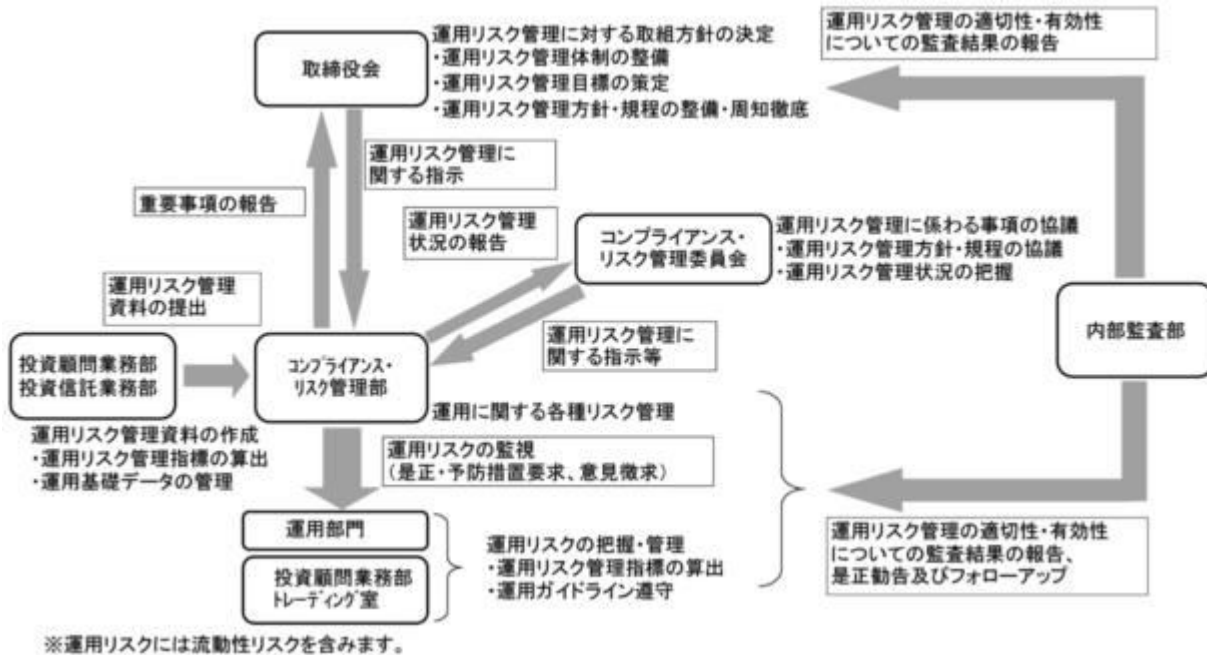 取締役会
運用リスク管理に対する取組方針の決定
・運用リスク管理体制の整備
・運用リスク管理目標の策定
・運用リスク管理方針・規程の整備・周知徹底
運用リスク管理の適切性・有効性
についての監査結果の報告
運用リスク管理に
関する指示
重要事項の報告
運用リスク管理
状況の報告
コンプライアンス・
リスク管理委員会
運用リスク管理に係わる事項の協議
・運用リスク管理方針・規程の協議
・運用リスク管理状況の把握
運用リスク管理
資料の提出
内部監査部
投資顧問業務部
投資信託業務部
コンプライアンス・
リスク管理部
運用リスク管理に
関する指示等
運用に関する各種リスク管理
運用リスク管理資料の作成
・運用リスク管理指標の算出
・運用基礎データの管理
運用リスクの監視
（是正・予防措置要求、意見徴求）
運用部門
投資顧問業務部
トレーディング室
運用リスクの把握・管理
・運用リスク管理指標の算出
・運用ガイドライン遵守
運用リスク管理の適切性・有効性
についての監査結果の報告、
是正勧告及びフォローアップ
※運用リスクには流動性リスクを含みます。